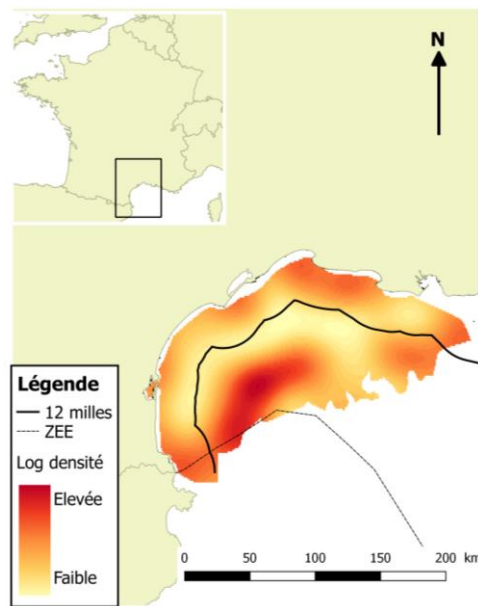 N
Légende
12 milles
ZEE
Log densité
Elevée
Faible
0 50 100 150 200 km